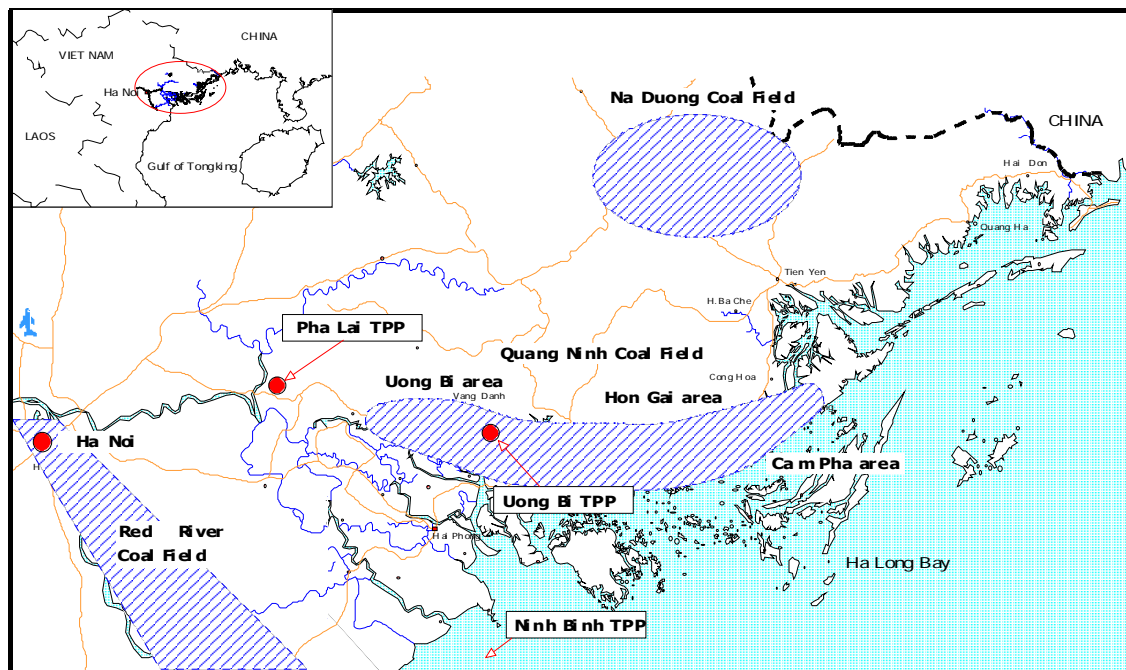 CHINA
VIET NAM
Ha Noi
LAOS
Gulf of Tongking
Na Duong Coal Field
CHINA
Hai Don
Quang Ha
Tien Yen
H.Ba Che
Pha Lai TPP
Quang Ninh Coal Field
Cong Hoa
Uong Bi area
Vang Danh
Hon Gai area
Ha Noi
H
Cam Pha area
Uong Bi TPP
Red River
Coal Field
Hai Phong
Ha Long Bay
Ninh Binh TPP